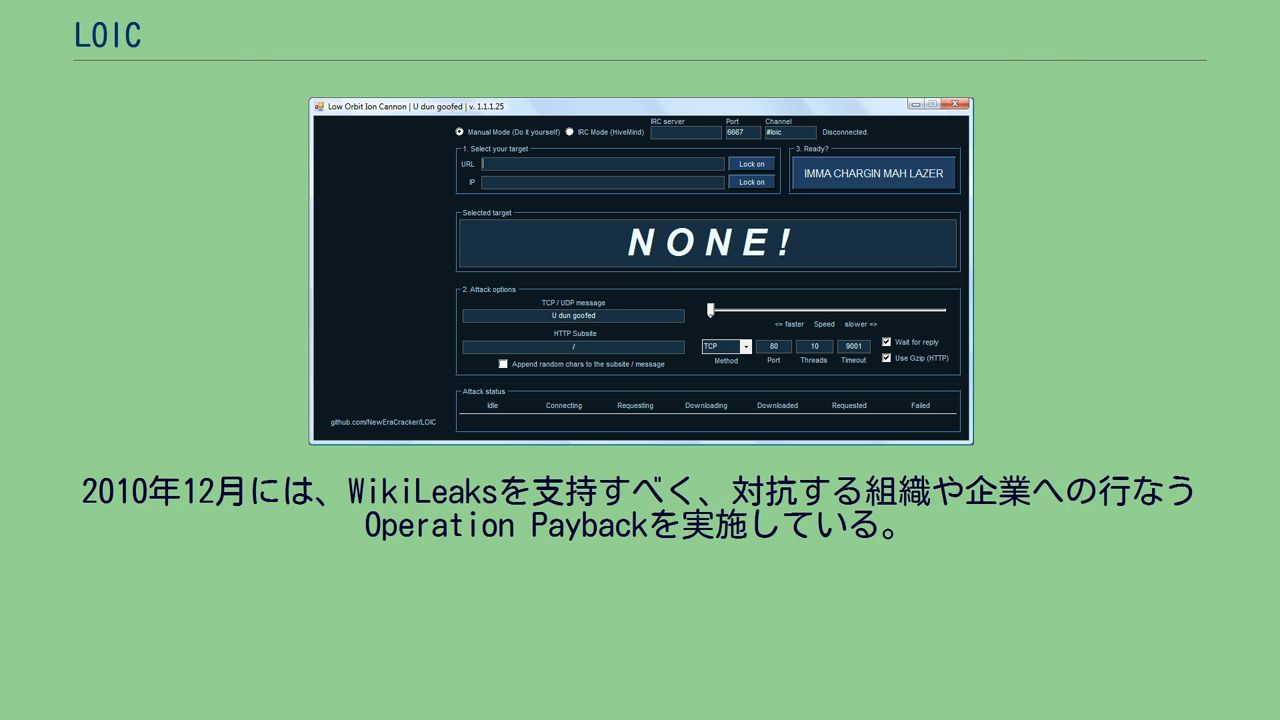 LOIC
Low Orbit Ion Cannon | U dun goofed | v. 1.1.1.25
IRC server Port Channel
Manual Mode (Do it yourself) IRC Mode (HiveMind) 6667 #loic Disconnected.
1. Select your target 3. Ready?
URL Lock on
IMMA CHARGIN MAH LAZER
IP Lock on
Selected target
NONE!
2. Attack options
TCP / UDP message
U dun goofed
<= faster Speed slower =>
HTTP Subsite
/
TCP 80 10 9001 Wait for reply
Method Port Threads Timeout Use Gzip (HTTP)
Append random chars to the subsite / message
Attack status
Idle Connecting Requesting Downloading Downloaded Requested Failed
github.com/NewEraCracker/LOIC
2010年12月には、WikiLeaksを支持すべく、対抗する組織や企業への行なう
Operation Paybackを実施している。